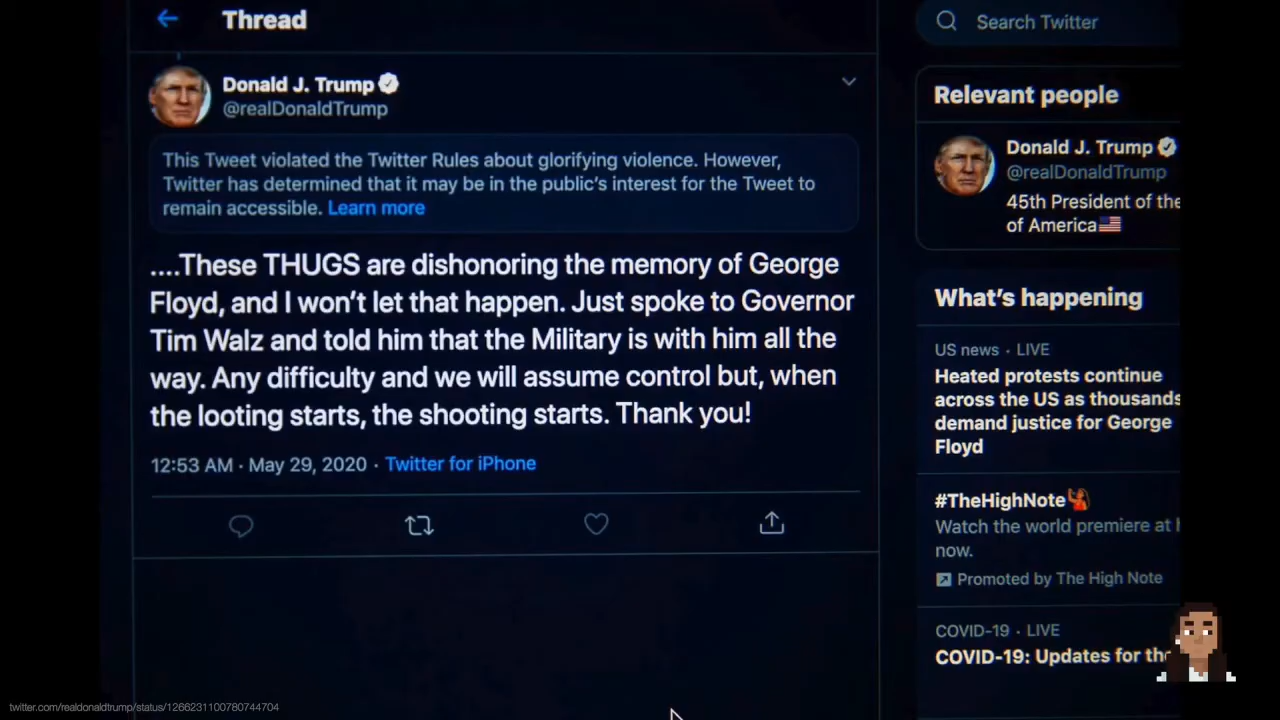 Thread
Donald J. Trump
@realDonaldTrump
This Tweet violated the Twitter Rules about glorifying violence. However,
Twitter has determined that it may be in the public's interest for the Tweet to
remain accessible. Learn more
....These THUGS are dishonoring the memory of George
Floyd, and I won't let that happen. Just spoke to Governor
Tim Walz and told him that the Military is with him all the
way. Any difficulty and we will assume control but, when
the looting starts, the shooting starts. Thank you!
12:53 AM · May 29, 2020 · Twitter for iPhone
Search Twitter
Relevant people
Donald J. Trump
@realDonaldTrump
45th President of the
of America🇺🇸
What's happening
US news · LIVE
Heated protests continue
across the US as thousands
demand justice for George
Floyd
#TheHighNote
Watch the world premiere at
now.
Promoted by The High Note
COVID-19 · LIVE
COVID-19: Updates for
twitter.com/realdonaldtrump/status/1266231100780744704